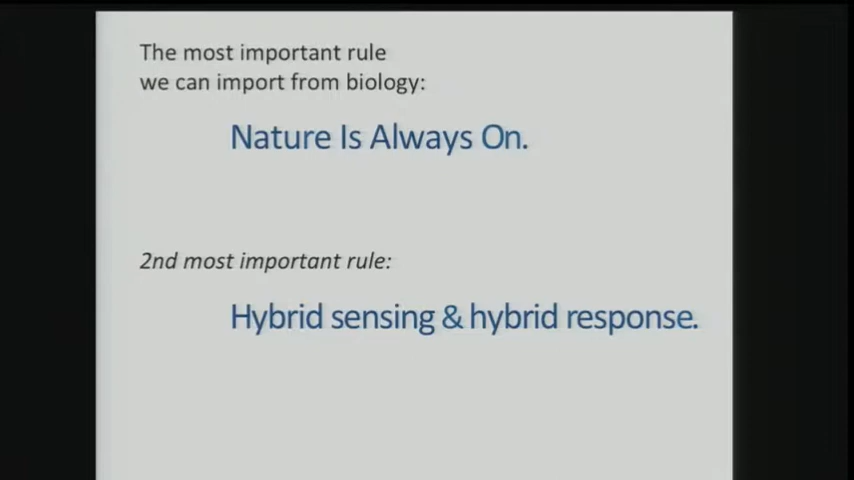 The most important rule
we can import from biology:
Nature Is Always On.
2nd most important rule:
Hybrid sensing & hybrid response.